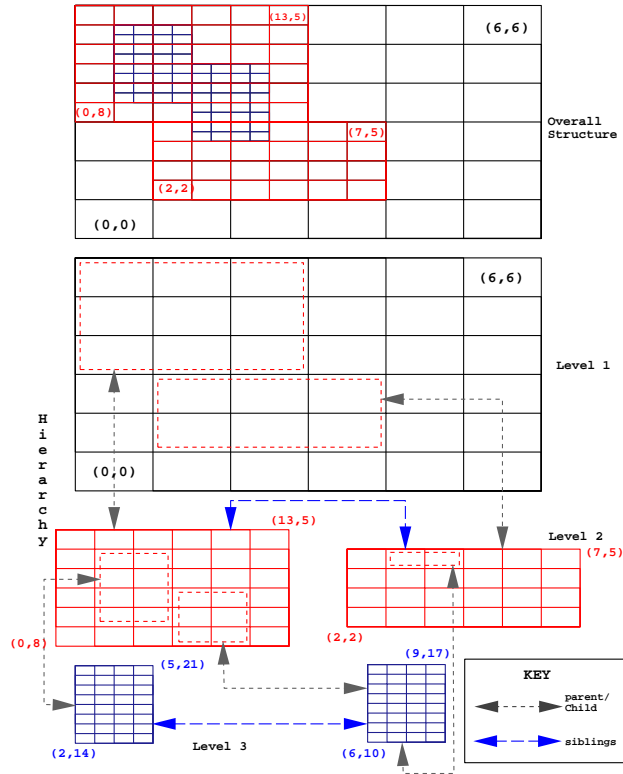 (13,5)
(6,6)
(0,8)
(7,5)
Overall
Structure
(2,2)
(0,0)
(6,6)
Level 1
(0,0)
Hierarchy
(13,5)
Level 2
(7,5)
(0,8)
(2,2)
(5,21)
(9,17)
KEY
parent/
Child
siblings
(2,14)
Level 3
(6,10)